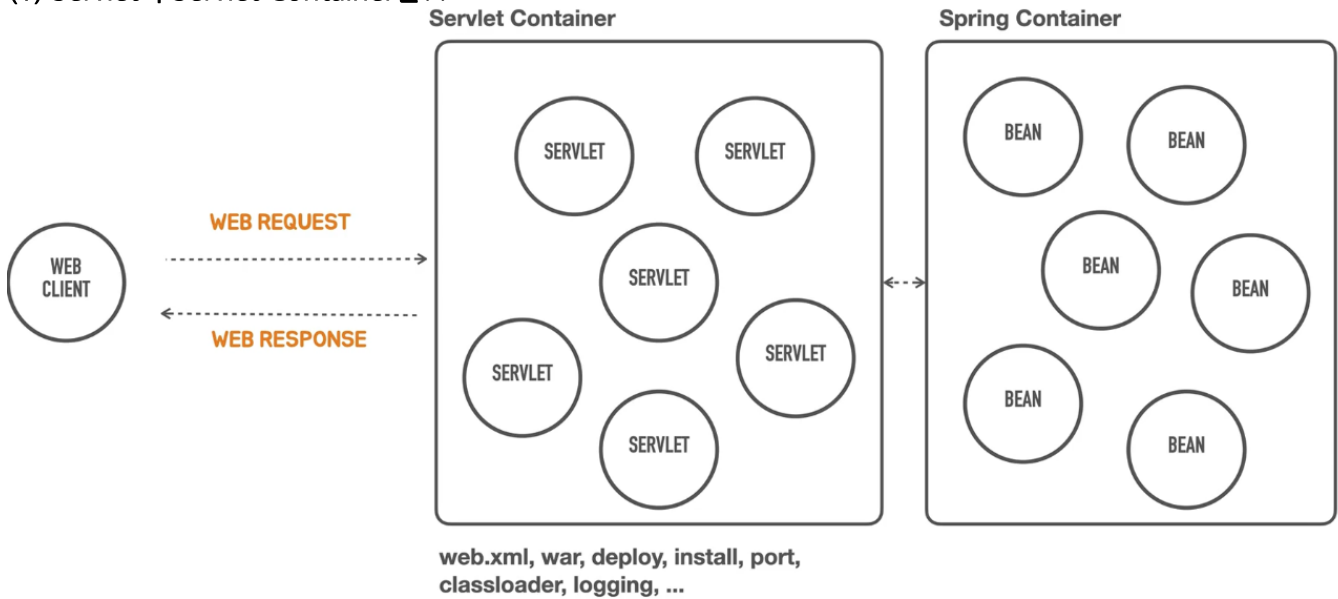 Servlet Container
Spring Container
SERVLET
SERVLET
BEAN
BEAN
WEB REQUEST
WEB
CLIENT
SERVLET
BEAN
BEAN
WEB RESPONSE
SERVLET
SERVLET
BEAN
SERVLET
BEAN
web.xml, war, deploy, install, port,
classloader, logging, ...